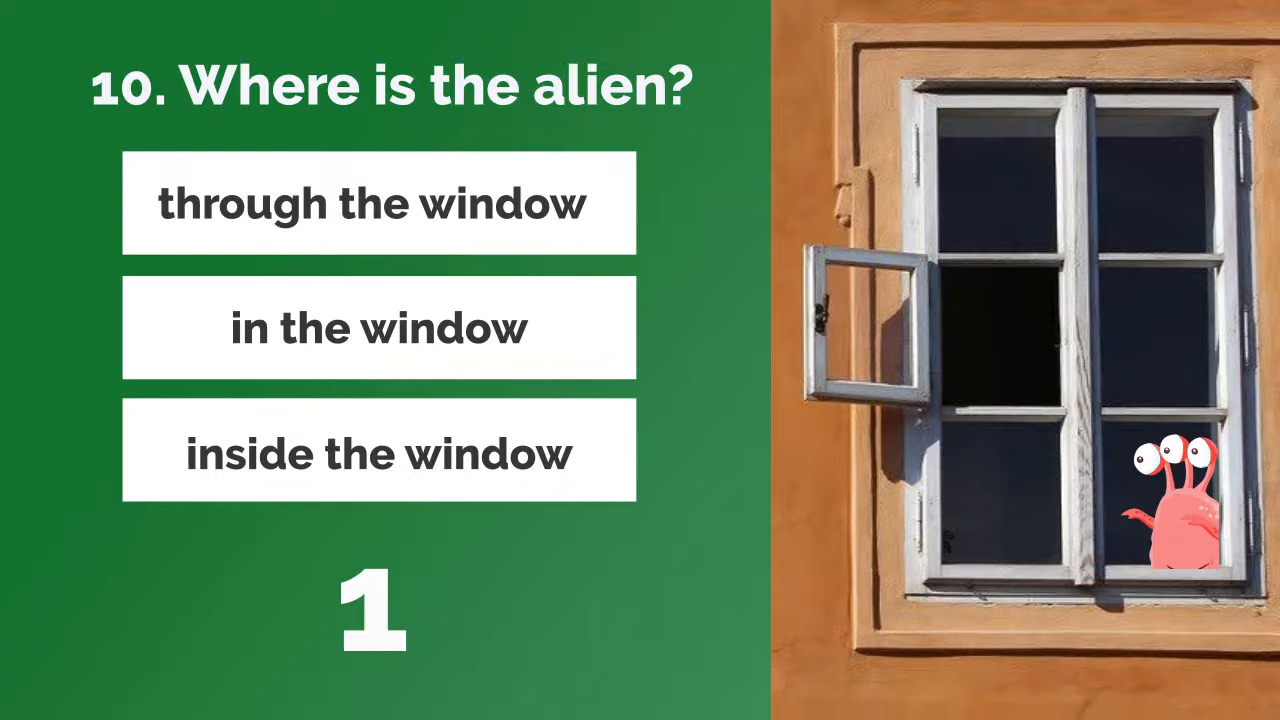 10. Where is the alien?
through the window
in the window
inside the window
1